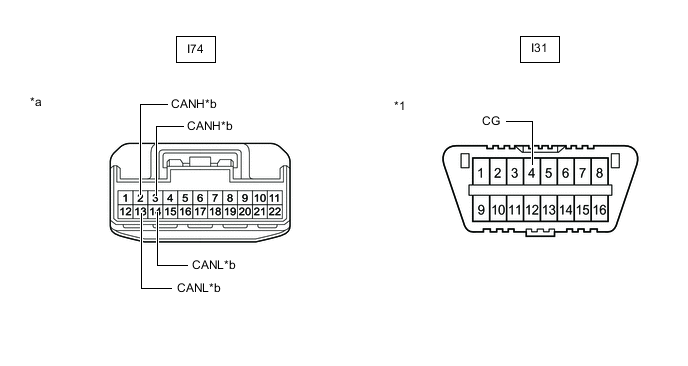 I74
I31
*a
CANH*b
*1
CANH*b
CG
1 2 3 4 5 6 7 8 9 10 11
12 13 14 15 16 17 18 19 20 21 22
1 2 3 4 5 6 7 8
9 10 11 12 13 14 15 16
CANL*b
CANL*b